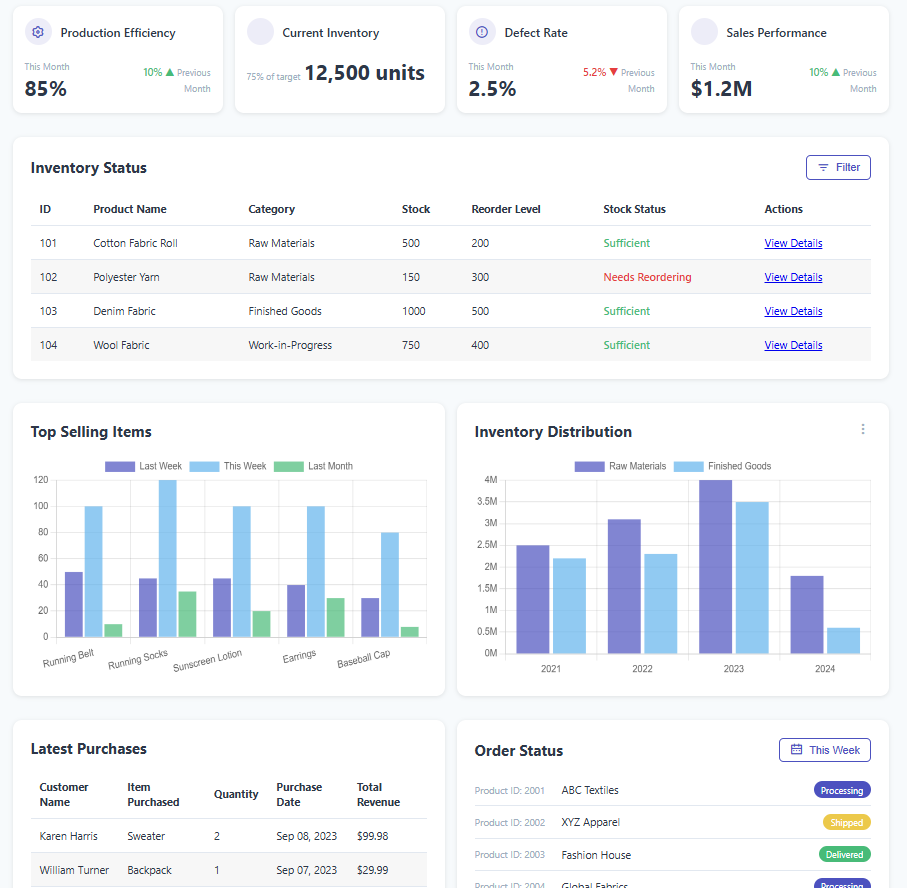 Production Efficiency
This Month
85%
10% ▲ Previous
Month
Current Inventory
75% of target 12,500 units
Defect Rate
This Month
2.5%
5.2% ▼ Previous
Month
Sales Performance
This Month
$1.2M
10% ▲ Previous
Month
Inventory Status
Filter
ID Product Name Category Stock Reorder Level Stock Status Actions
101 Cotton Fabric Roll Raw Materials 500 200 Sufficient View Details
102 Polyester Yarn Raw Materials 150 300 Needs Reordering View Details
103 Denim Fabric Finished Goods 1000 500 Sufficient View Details
104 Wool Fabric Work-in-Progress 750 400 Sufficient View Details
Top Selling Items
Last Week This Week Last Month
120
100
80
60
40
20
0
Running Belt Running Socks Sunscreen Lotion Earrings Baseball Cap
Inventory Distribution
Raw Materials Finished Goods
4M
3.5M
3M
2.5M
2M
1.5M
1M
0.5M
0M
2021 2022 2023 2024
Latest Purchases
Customer Item Quantity Purchase Total
Name Purchased Date Revenue
Karen Harris Sweater 2 Sep 08, 2023 $99.98
William Turner Backpack 1 Sep 07, 2023 $29.99
Order Status
This Week
Product ID: 2001 ABC Textiles Processing
Product ID: 2002 XYZ Apparel Shipped
Product ID: 2003 Fashion House Delivered
Product ID: 2004 Global Fabrics Processing